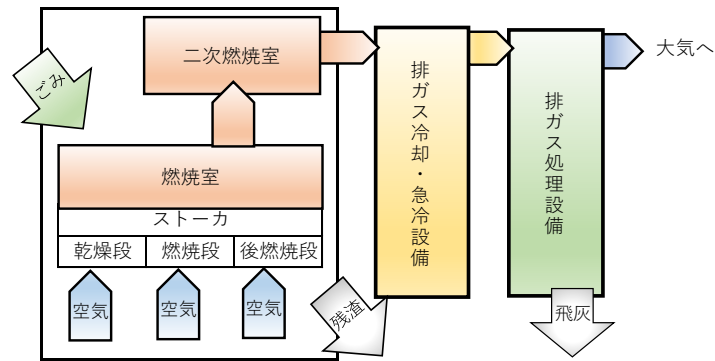 二次燃焼室
大気へ
ごみ
排ガス冷却・急冷設備
排ガス処理設備
燃焼室
ストーカ
乾燥段
燃焼段
後燃焼段
空気
空気
空気
残渣
飛灰